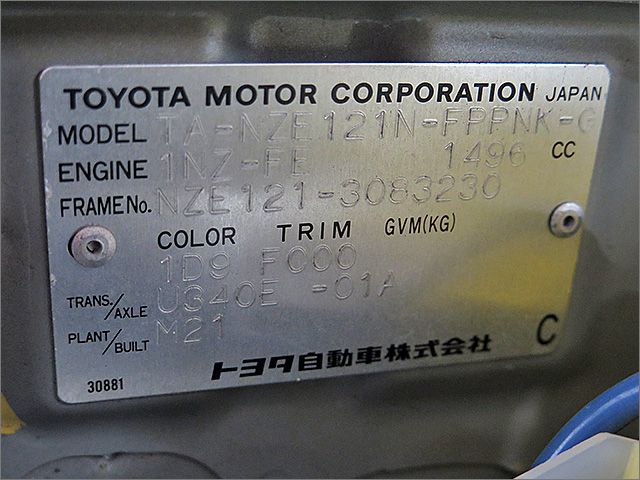 TOYOTA MOTOR CORPORATION JAPAN
MODEL TA-NZE121N-FPPNK-G
ENGINE 1NZ-FE 1496 CC
FRAME No. NZE121-3083230
COLOR TRIM GVM(KG)
1D9 FC00
TRANS./AXLE U340E -01A
PLANT/BUILT M21
トヨタ自動車株式会社 C
30881